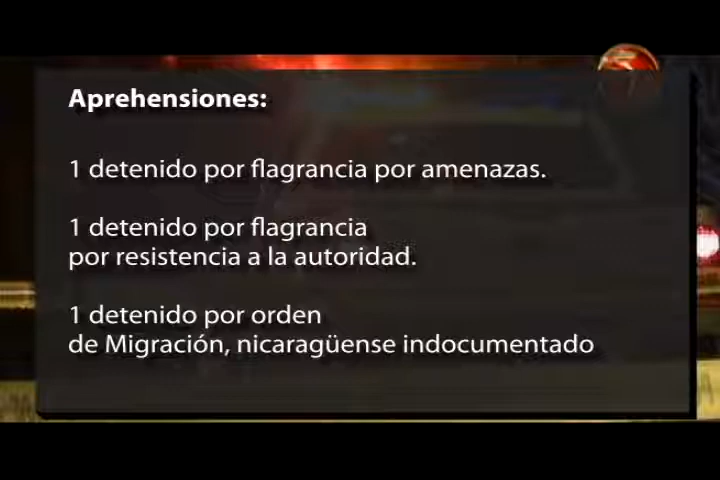 Aprehensiones:
1 detenido por flagrancia por amenazas.
1 detenido por flagrancia
por resistencia a la autoridad.
1 detenido por orden
de Migración, nicaragüense indocumentado